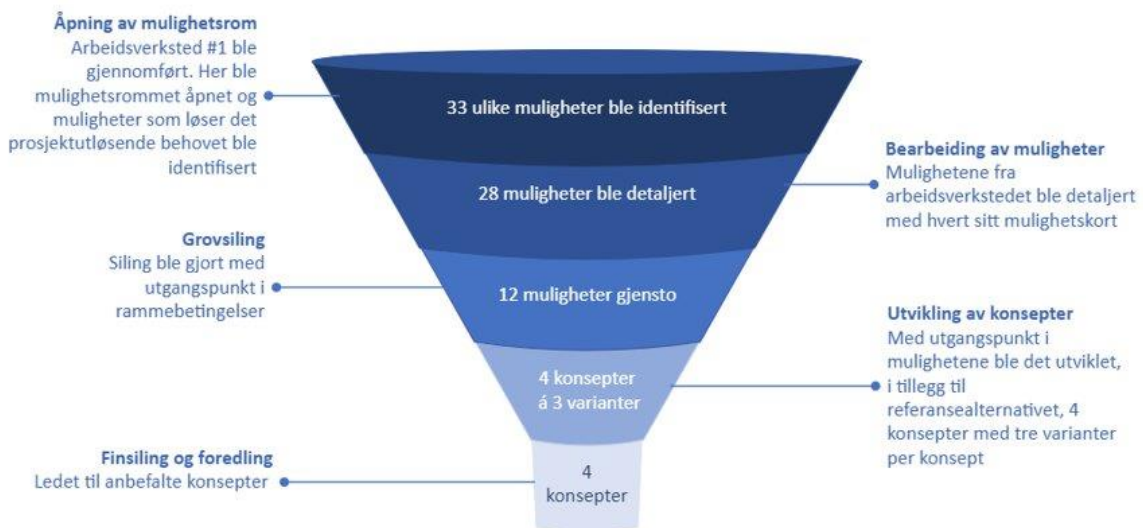 Åpning av mulighetsrom
Arbeidsverksted #1 ble
gjennomført. Her ble
mulighetsrommet åpnet og
muligheter som løser det
prosjektutløsende behovet ble
identifisert
33 ulike muligheter ble identifisert
Bearbeiding av muligheter
Mulighetene fra
arbeidsverkstedet ble detaljert
med hvert sitt mulighetskort
28 muligheter ble detaljert
Grovsiling
Siling ble gjort med
utgangspunkt i
rammebetingelser
12 muligheter gjensto
Utvikling av konsepter
Med utgangspunkt i
mulighetene ble det utviklet,
i tillegg til
referansealternativet, 4
konsepter med tre varianter
per konsept
4 konsepter
á 3 varianter
Finsiling og foredling
Ledet til anbefalte konsepter
4
konsepter